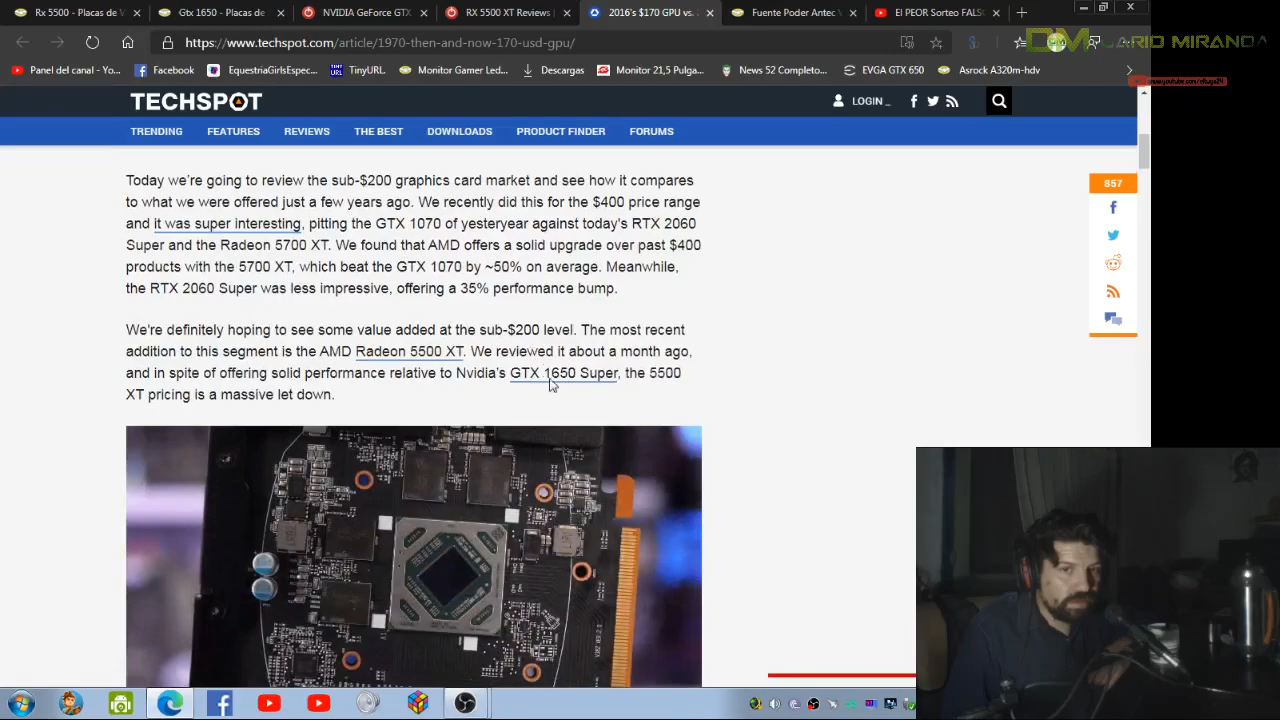 Rx 5500 - Placas de V
Gtx 1650 - Placas de
NVIDIA GeForce GTX
RX 5500 XT Reviews
2016's $170 GPU vs.
Fuente Poder Antec V
El PEOR Sorteo FALS
https://www.techspot.com/article/1970-then-and-now-170-usd-gpu/
DARIO MIRANDA
Panel del canal - Yo...
Facebook
EquestriaGirlsEspec...
TinyURL
Monitor Gamer Led...
Descargas
Monitor 21,5 Pulga...
News 52 Completo...
EVGA GTX 650
Asrock A320m-hdv
TECHSPOT
LOGIN _
TRENDING
FEATURES
REVIEWS
THE BEST
DOWNLOADS
PRODUCT FINDER
FORUMS
Today we're going to review the sub-$200 graphics card market and see how it compares
to what we were offered just a few years ago. We recently did this for the $400 price range
and it was super interesting, pitting the GTX 1070 of yesteryear against today's RTX 2060
Super and the Radeon 5700 XT. We found that AMD offers a solid upgrade over past $400
products with the 5700 XT, which beat the GTX 1070 by ~50% on average. Meanwhile,
the RTX 2060 Super was less impressive, offering a 35% performance bump.
857
We're definitely hoping to see some value added at the sub-$200 level. The most recent
addition to this segment is the AMD Radeon 5500 XT. We reviewed it about a month ago,
and in spite of offering solid performance relative to Nvidia's GTX 1650 Super, the 5500
XT pricing is a massive let down.